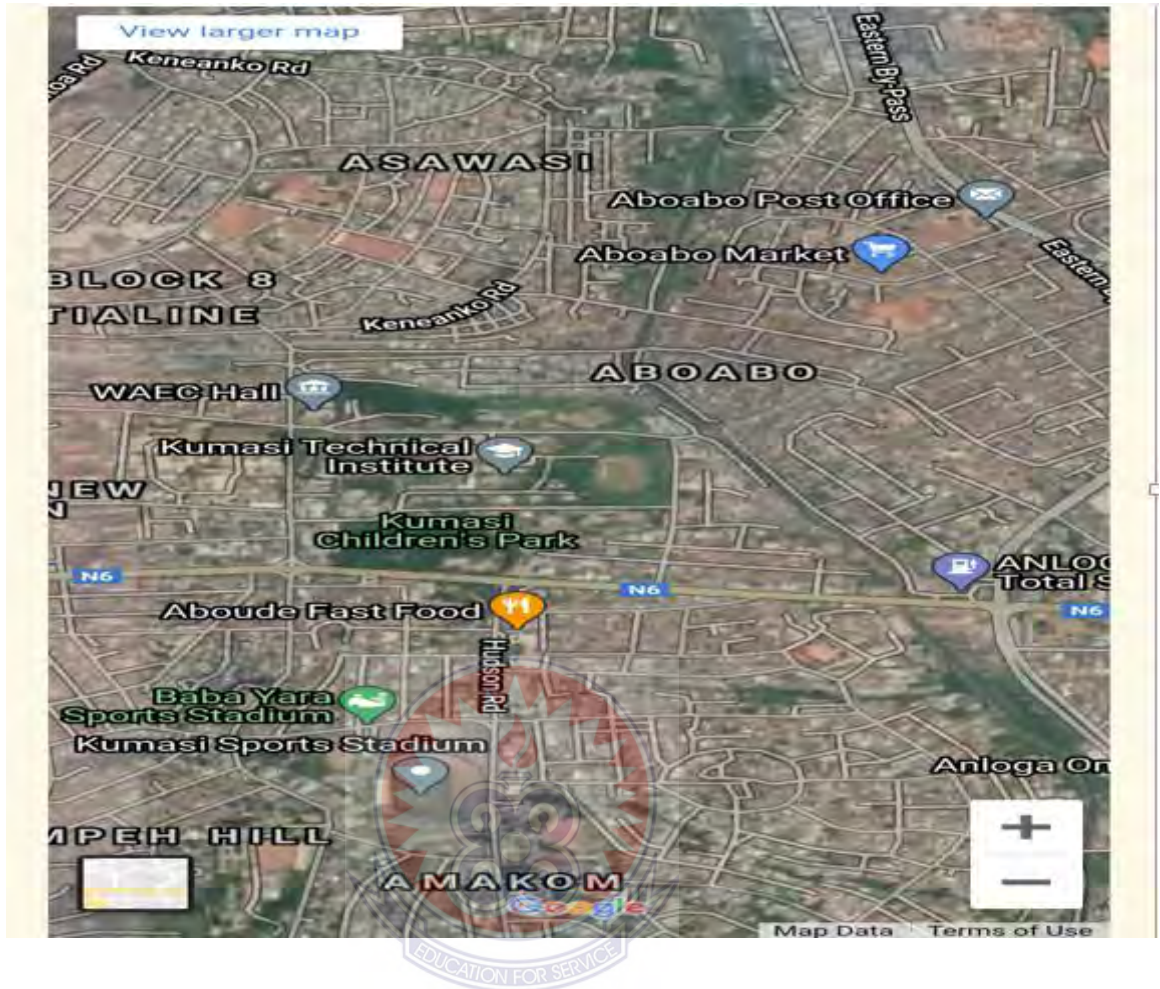 View larger map
Keneanko Rd
oa Rd
Eastern By-Pass
ASAWASI
Aboabo Post Office
Aboabo Market
Eastern
BLOCK 8
TIALINE
Keneanko Rd
WAEC Hall
ABOABO
Kumasi Technical
Institute
NEW
N
Kumasi
Children's Park
N6
N6
ANLOG
Total S
N6
Aboude Fast Food
Hudson Rd
Baba Yara
Sports Stadium
Kumasi Sports Stadium
Anloga On
MPEH HILL
AMAKOM
Google
Map Data
Terms of Use
EDUCATION FOR SERVICE